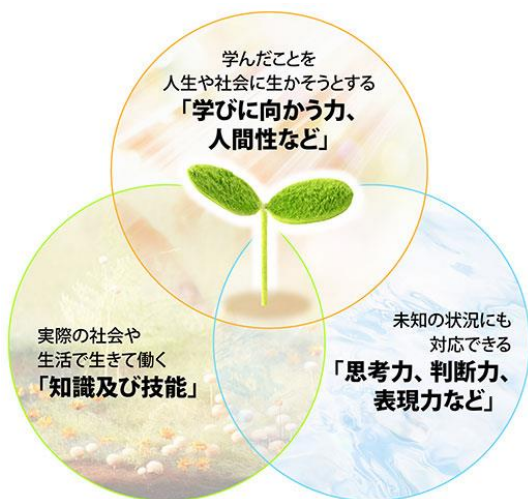 学んだことを
人生や社会に生かそうとする
「学びに向かう力、
人間性など」
実際の社会や
生活で生きて働く
「知識及び技能」
未知の状況にも
対応できる
「思考力、判断力、
表現力など」